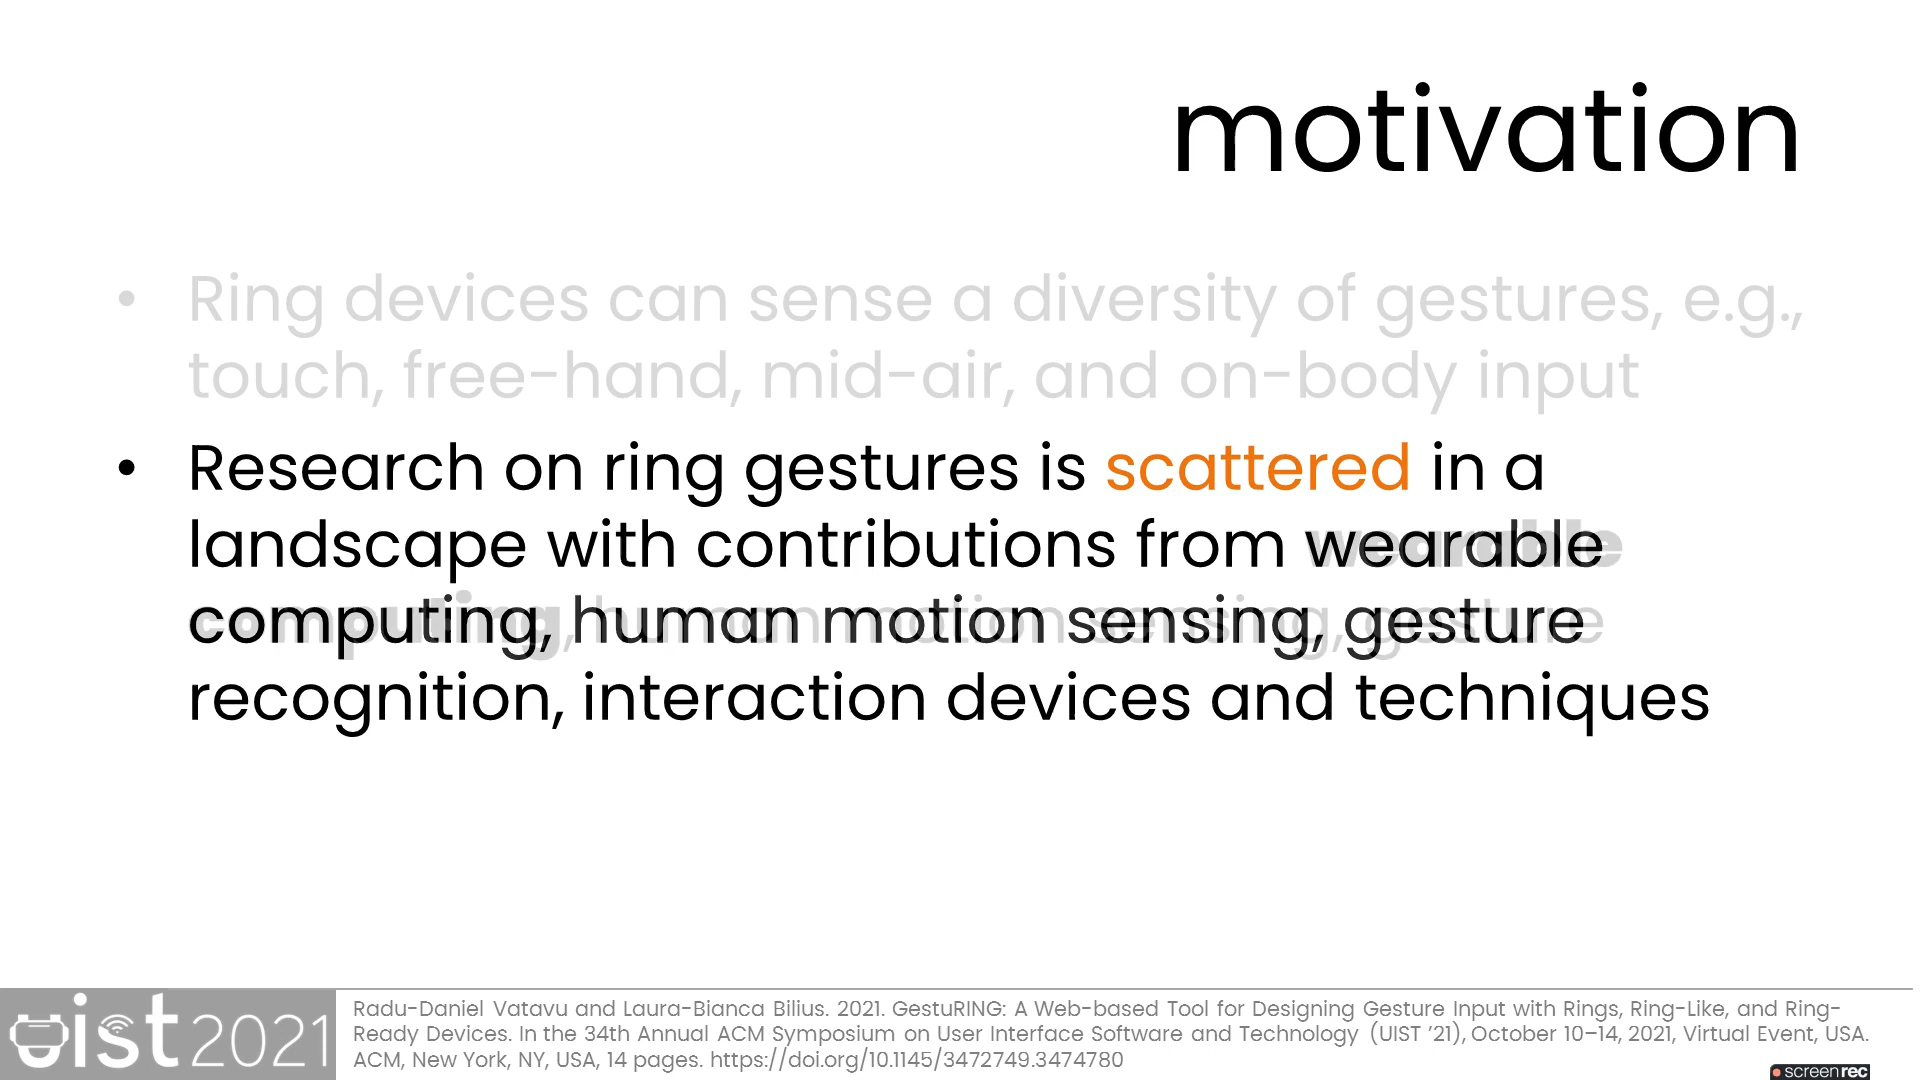 motivation
• Ring devices can sense a diversity of gestures, e.g.,
touch, free-hand, mid-air, and on-body input
• Research on ring gestures is scattered in a
landscape with contributions from wearable
computing, human motion sensing, gesture
recognition, interaction devices and techniques
uist 2021
Radu-Daniel Vatavu and Laura-Bianca Bilius. 2021. GestuRING: A Web-based Tool for Designing Gesture Input with Rings, Ring-Like, and Ring-
Ready Devices. In the 34th Annual ACM Symposium on User Interface Software and Technology (UIST ’21), October 10–14, 2021, Virtual Event, USA.
ACM, New York, NY, USA, 14 pages. https://doi.org/10.1145/3472749.3474780
screenrec